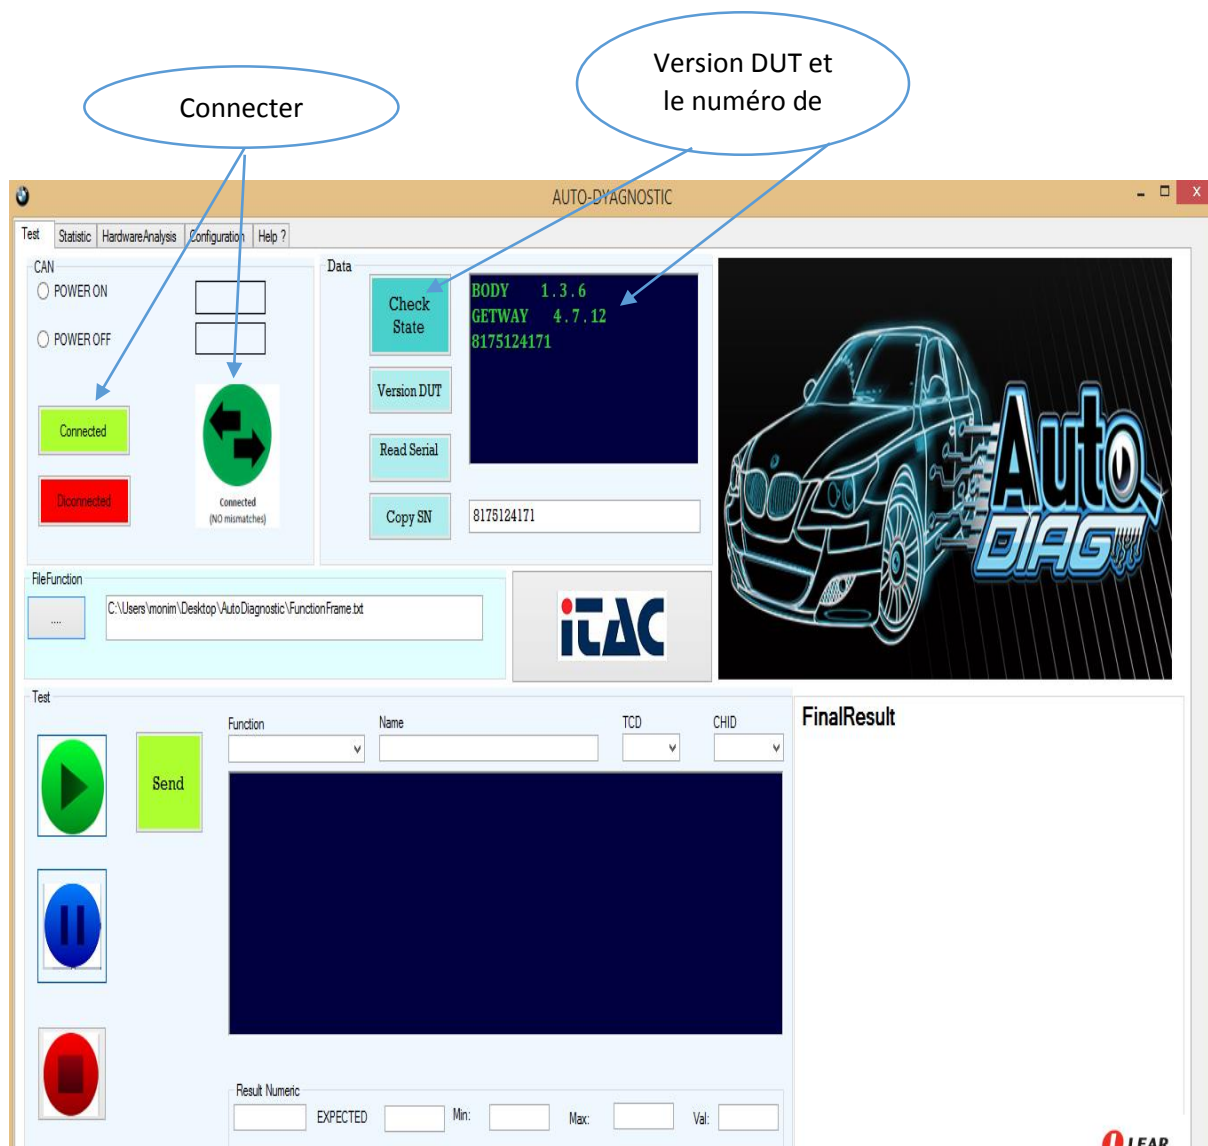 Version DUT et
le numéro de
Connecter
AUTO-DYAGNOSTIC
Test Statistic HardwareAnalysis Configuration Help ?
CAN
POWER ON
POWER OFF
Connected
Diconnected
Connected
(NO mismatches)
Data
Check
State
Version DUT
Read Serial
Copy SN
BODY 1.3.6
GETWAY 4.7.12
8175124171
8175124171
Auto
DIAG
FileFunction
....
C:\Users\monim\Desktop\AutoDiagnostic\FunctionFrame.txt
iTAC
Test
Send
Function Name TCD CHID
FinalResult
Result Numeric
EXPECTED Min: Max: Val:
LEAR